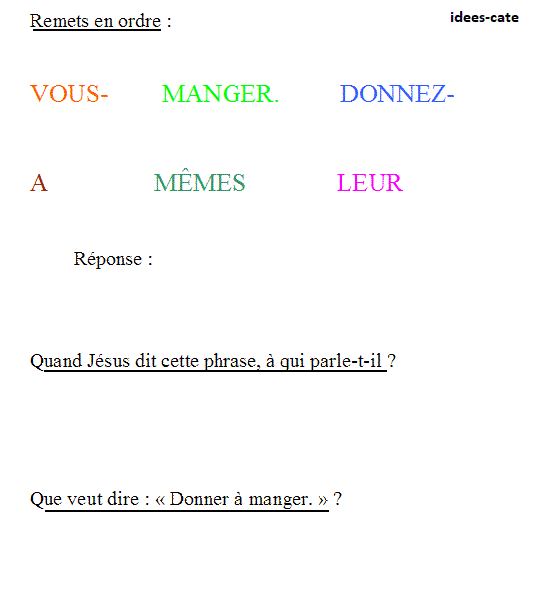 Remets en ordre :
idees-cate
VOUS- MANGER. DONNEZ-
A MÊMES LEUR
Réponse :
Quand Jésus dit cette phrase, à qui parle-t-il ?
Que veut dire : « Donner à manger. » ?